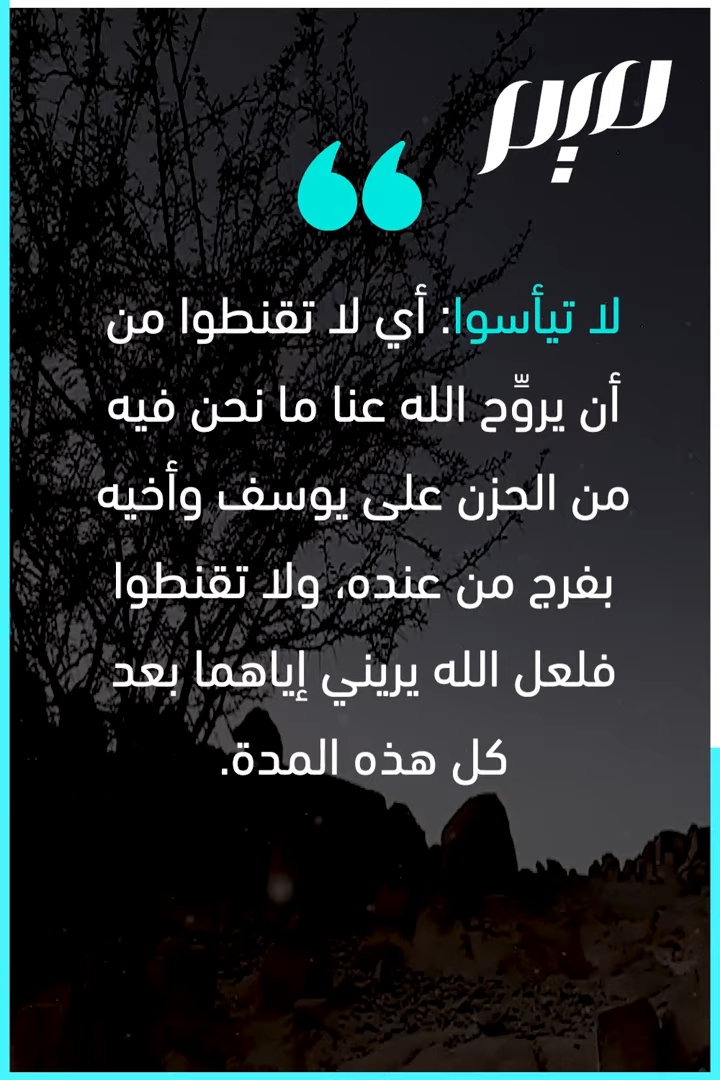 ميم
لا تيأسوا: أي لا تقنطوا من
أن يروِّح الله عنا ما نحن فيه
من الحزن على يوسف وأخيه
بفرج من عنده، ولا تقنطوا
فلعل الله يريني إياهما بعد
كل هذه المدة.